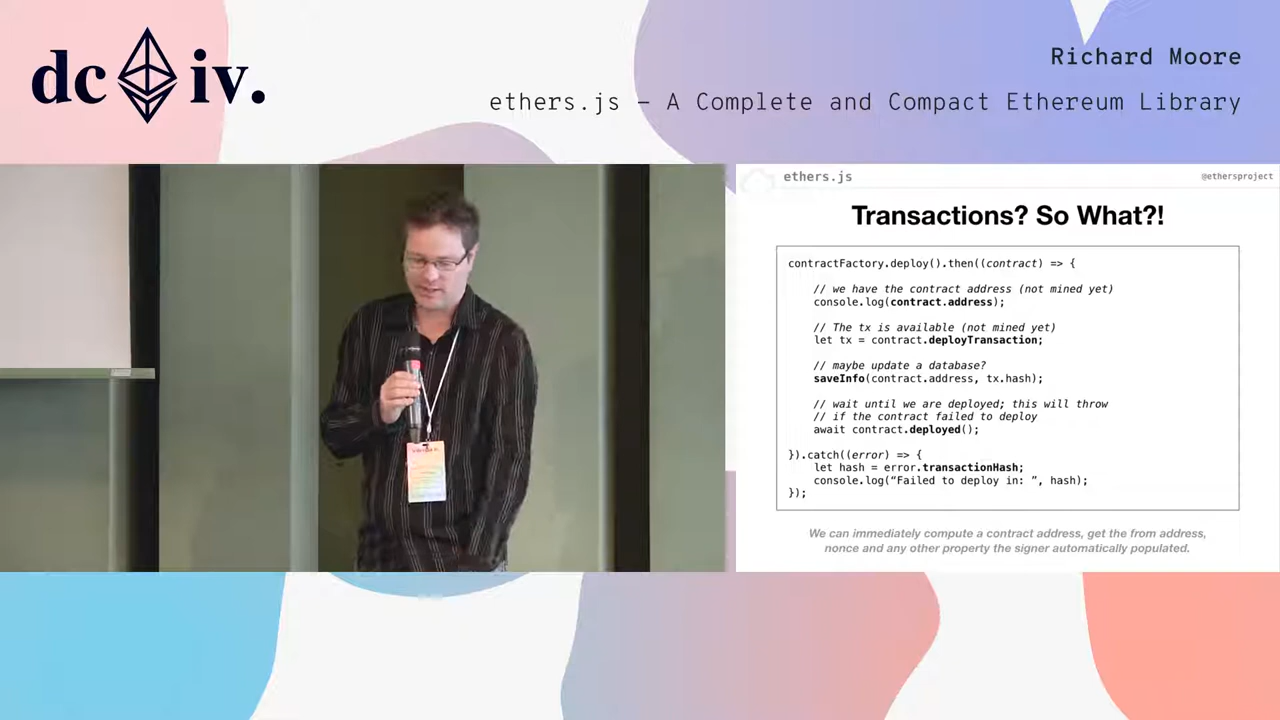 dc iv.
Richard Moore
ethers.js – A Complete and Compact Ethereum Library
ethers.js
@ethersproject
Transactions? So What?!
contractFactory.deploy().then((contract) => {
// we have the contract address (not mined yet)
console.log(contract.address);
// The tx is available (not mined yet)
let tx = contract.deployTransaction;
// maybe update a database?
saveInfo(contract.address, tx.hash);
// wait until we are deployed; this will throw
// if the contract failed to deploy
await contract.deployed();
}).catch((error) => {
let hash = error.transactionHash;
console.log(“Failed to deploy in: ”, hash);
});
We can immediately compute a contract address, get the from address,
nonce and any other property the signer automatically populated.